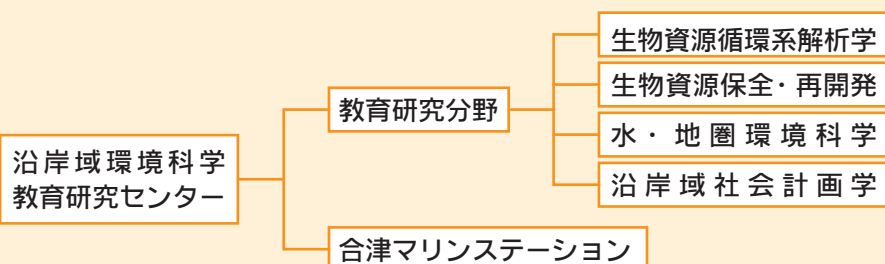 沿岸域環境科学
教育研究センター
教育研究分野
生物資源循環系解析学
生物資源保全・再開発
水・地圏環境科学
沿岸域社会計画学
合津マリンステーション